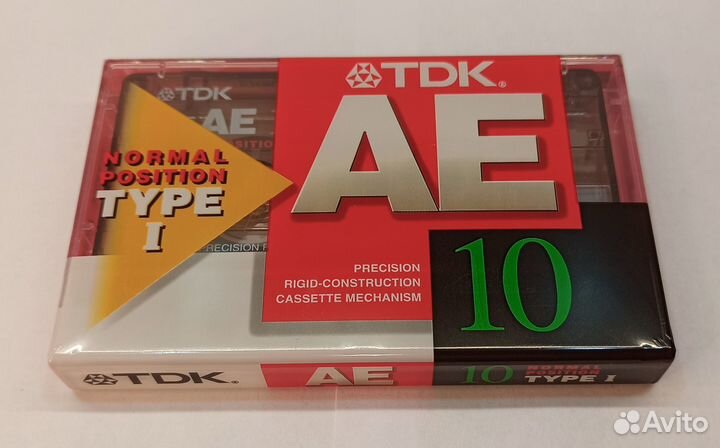 TDK
AE
PRECISION
RIGID-CONSTRUCTION
CASSETTE MECHANISM
10
NORMAL
POSITION
TYPE
I
TDK
AE
PRECISION
TDK
AE
10
NORMAL
POSITION
TYPE I
Avito